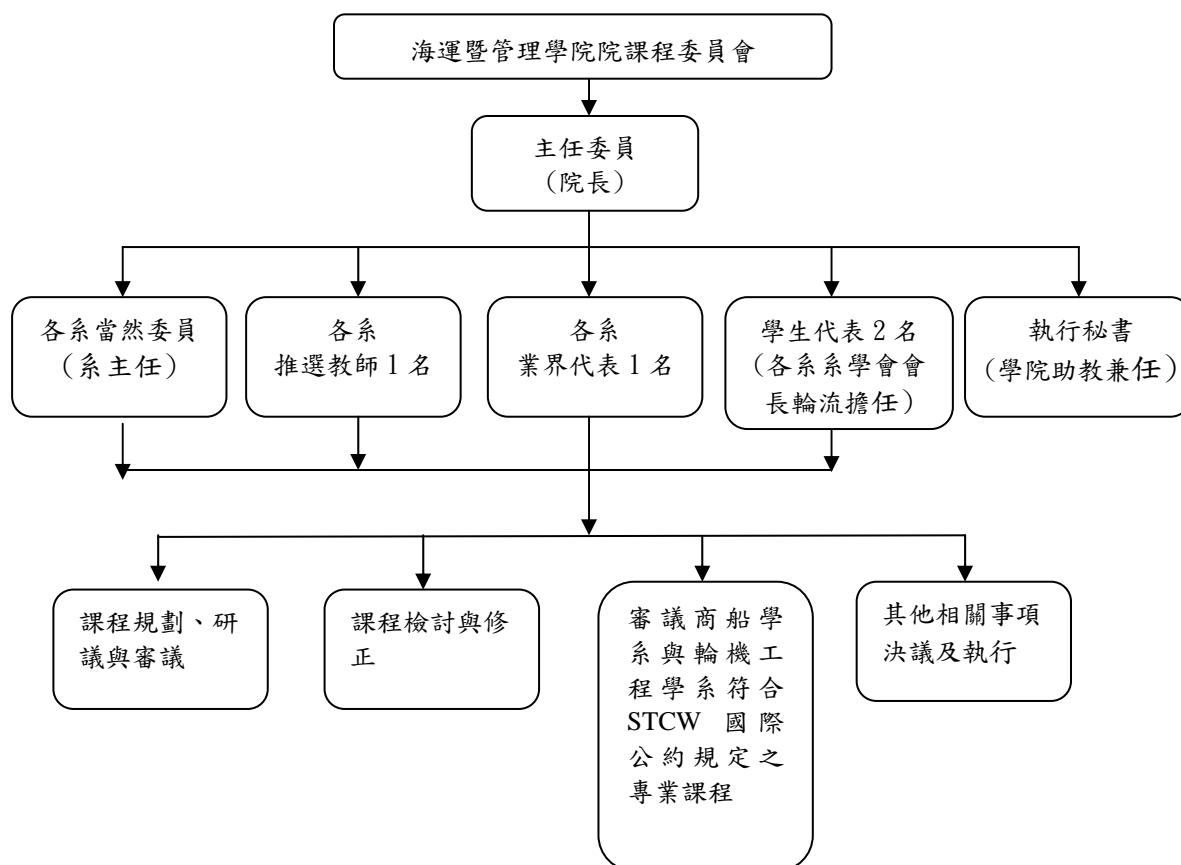 海運暨管理學院院課程委員會
主任委員
(院長)
各系當然委員
(系主任)
各系
推選教師 1 名
各系
業界代表 1 名
學生代表 2 名
(各系系學會會
長輪流擔任)
執行秘書
(學院助教兼任)
課程規劃、研
議與審議
課程檢討與修
正
審議商船學
系與輪機工
程學系符合
STCW 國際
公約規定之
專業課程
其他相關事項
決議及執行